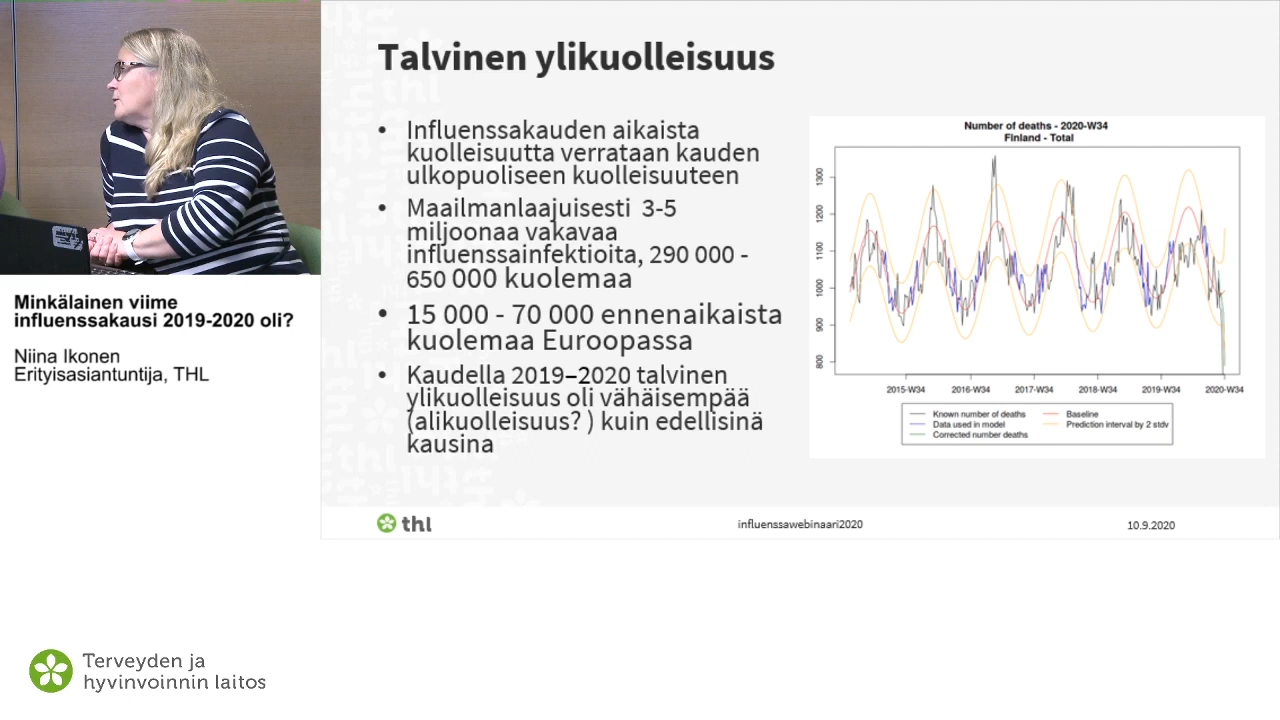 Talvinen ylikuolleisuus
• Influenssakauden aikaista
kuolleisuutta verrataan kauden
ulkopuoliseen kuolleisuuteen
• Maailmanlaajuisesti 3-5
miljoonaa vakavaa
influenssainfektioita, 290 000 -
650 000 kuolemaa
• 15 000 - 70 000 ennenaikaista
kuolemaa Euroopassa
• Kaudella 2019–2020 talvinen
ylikuolleisuus oli vähäisempää
(alikuolleisuus? ) kuin edellisinä
kausina
Number of deaths - 2020-W34
Finland - Total
1300
1200
1100
1000
900
800
2015-W34 2016-W34 2017-W34 2018-W34 2019-W34 2020-W34
Known number of deaths
Data used in model
Corrected number deaths
Baseline
Prediction interval by 2 stdv
thl
influenssawebinaari2020
10.9.2020
Minkälainen viime
influenssakausi 2019-2020 oli?
Niina Ikonen
Erityisasiantuntija, THL
Terveyden ja
hyvinvoinnin laitos